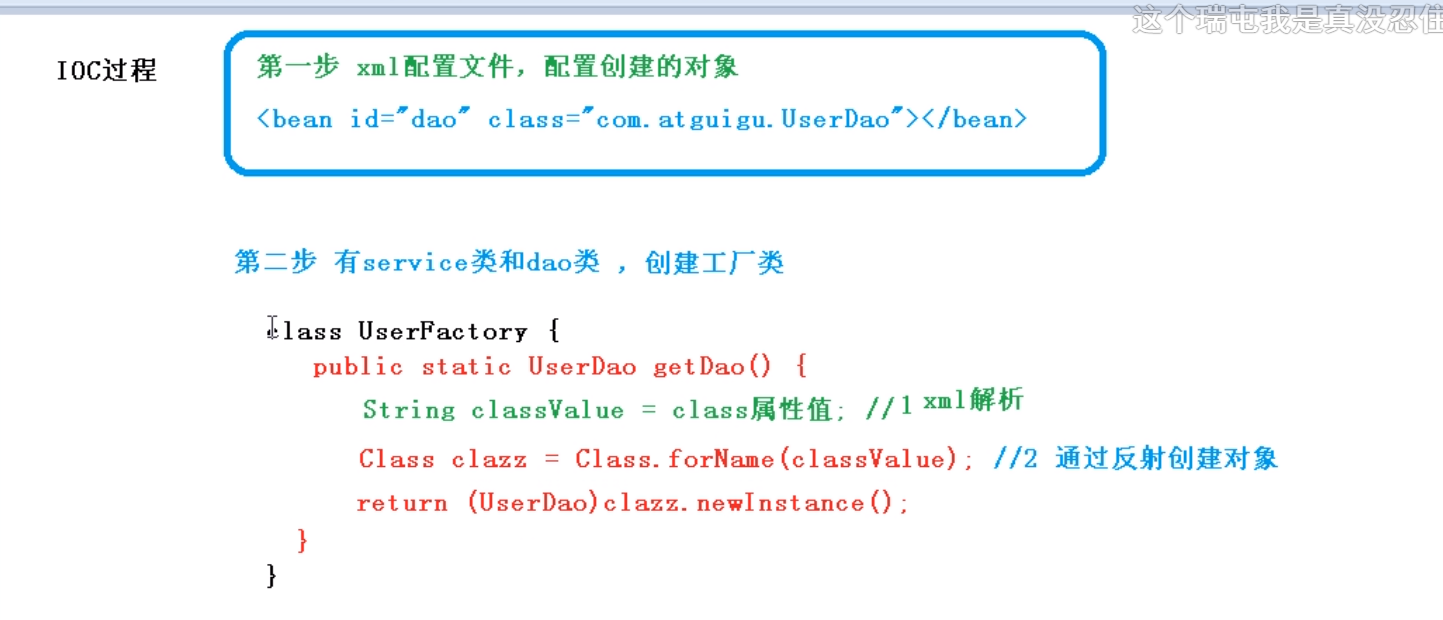 这个瑞屯我是真没忍住
IOC过程
第一步 xml配置文件，配置创建的对象
<bean id="dao" class="com.atguigu.UserDao"></bean>
第二步 有service类和dao类 ，创建工厂类
class UserFactory {
public static UserDao getDao() {
String classValue = class属性值; //1 xml解析
Class clazz = Class.forName(classValue); //2 通过反射创建对象
return (UserDao)clazz.newInstance();
}
}